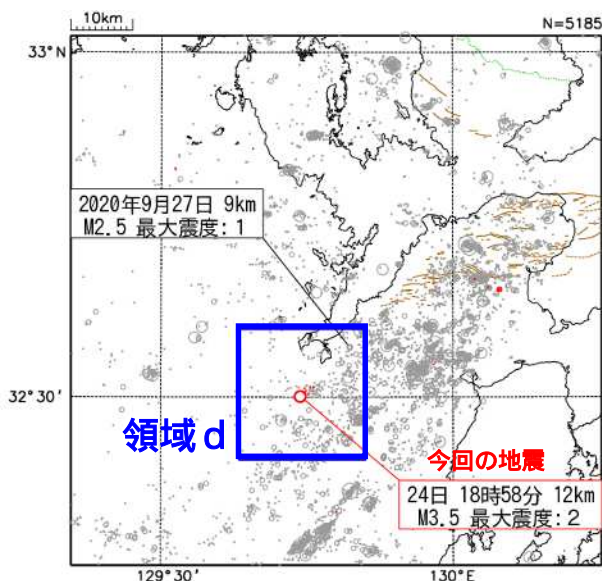 10km
N=5185
33°N
2020年9月27日 9km
M2.5 最大震度:1
32°30′
領域d
今回の地震
24日 18時58分 12km
M3.5 最大震度:2
129°30′
130°E